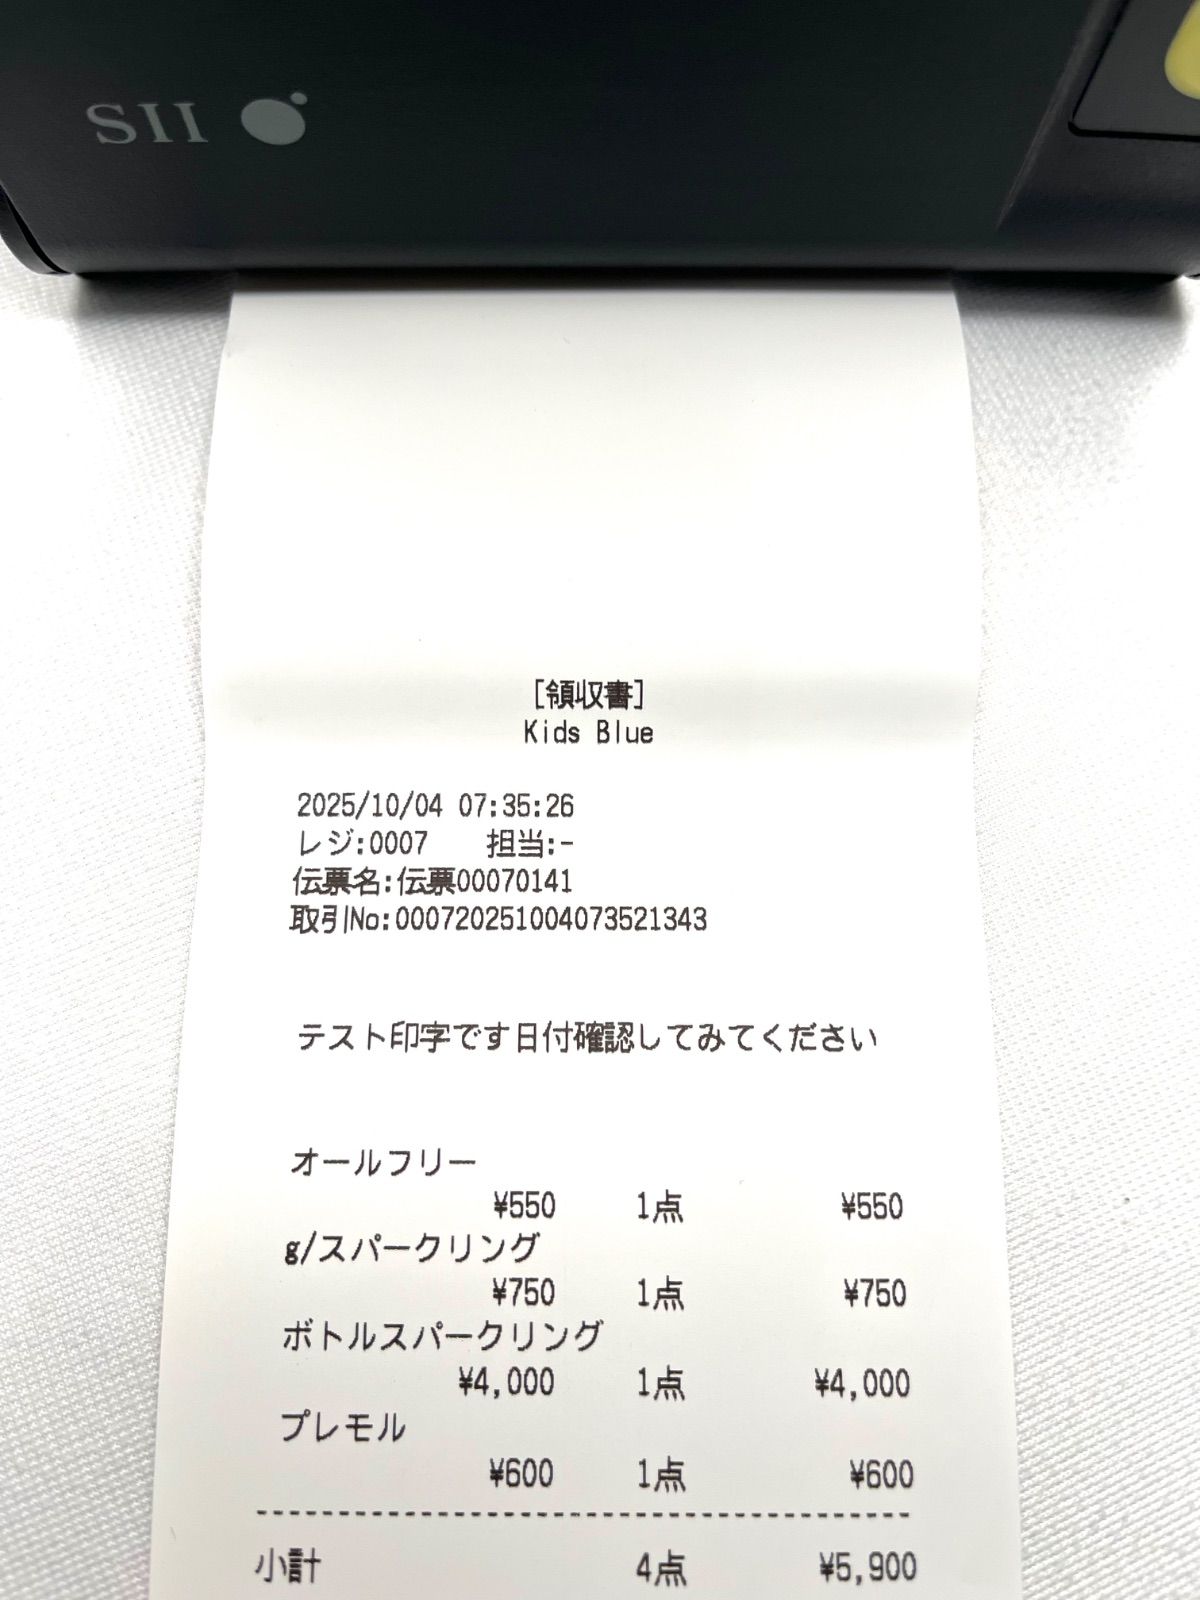 SII
[領収書]
Kids Blue
2025/10/04 07:35:26
レジ:0007 担当:-
伝票名:伝票00070141
取引No:000720251004073521343
テスト印字です日付確認してみてください
オールフリー
¥550 1点 ¥550
g/スパークリング
¥750 1点 ¥750
ボトルスパークリング
¥4,000 1点 ¥4,000
プレモル
¥600 1点 ¥600
小計 4点 ¥5,900